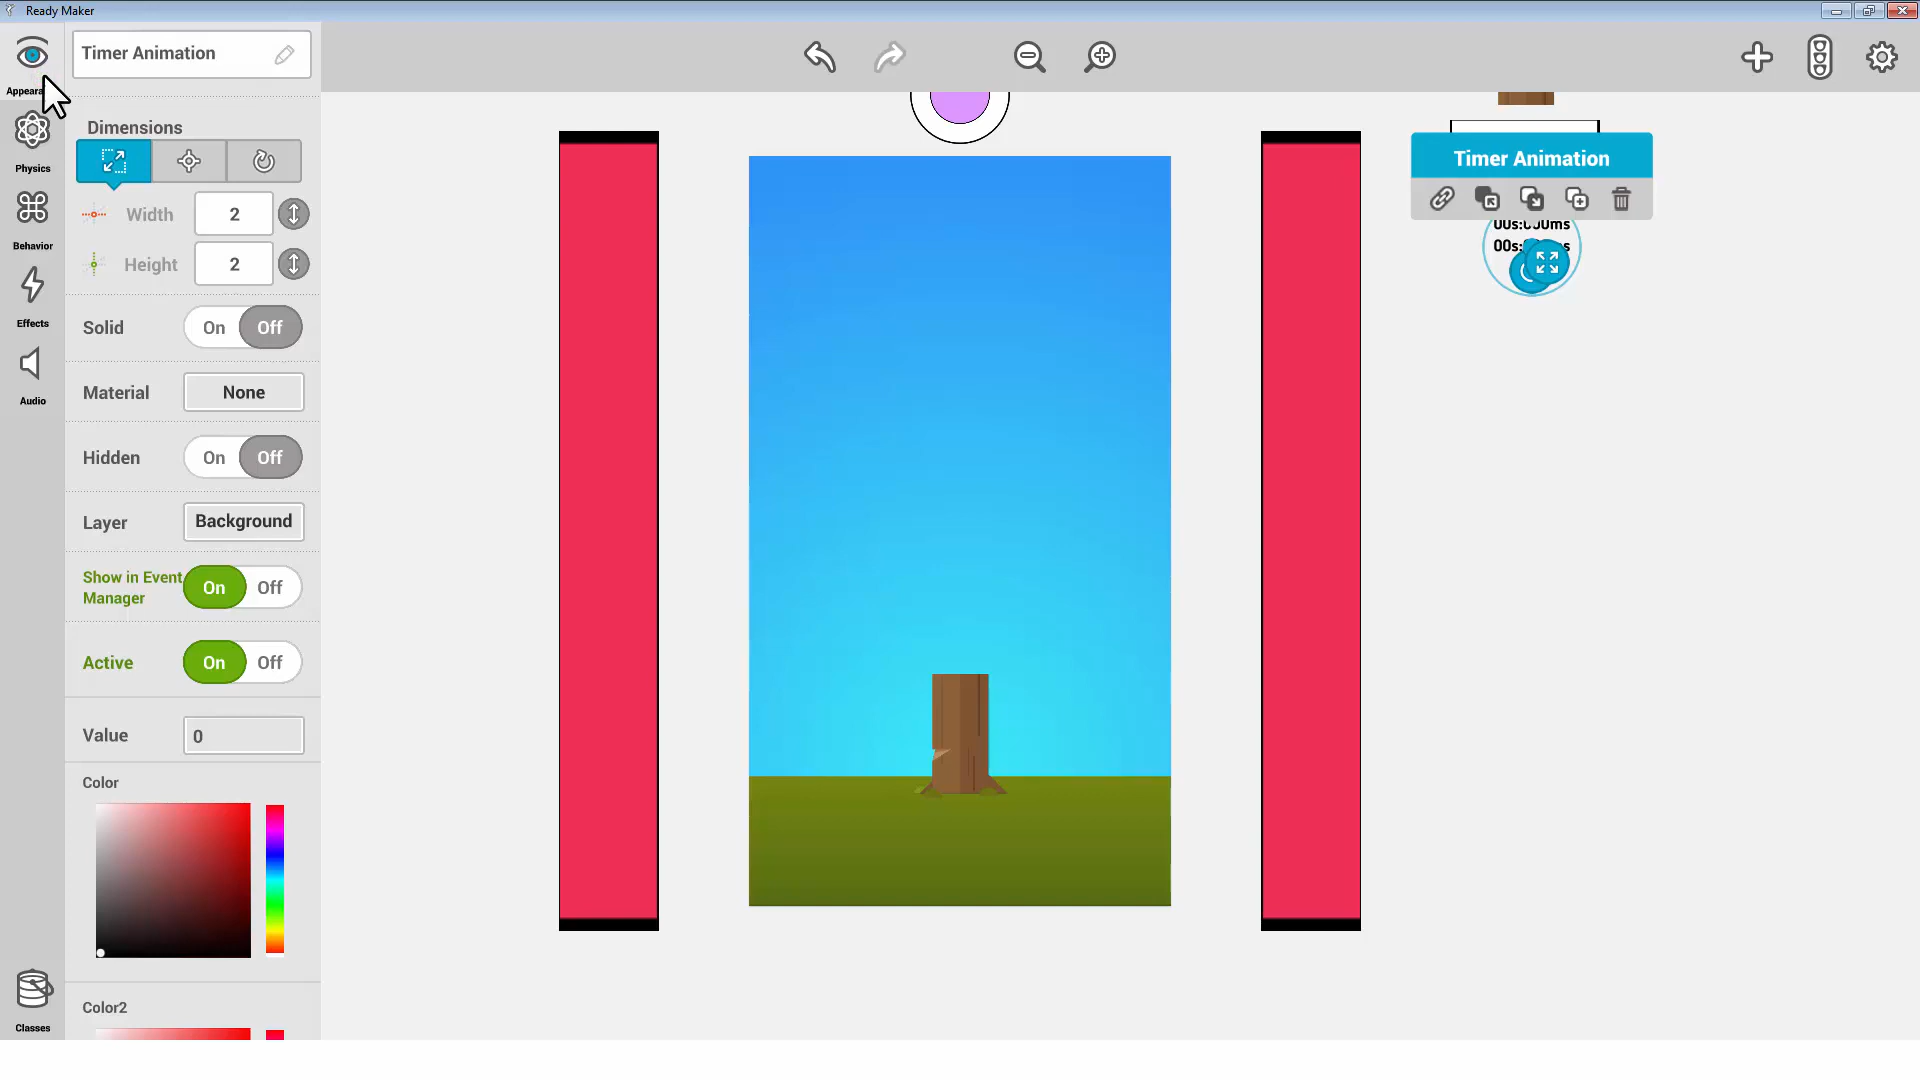 Ready Maker
Timer Animation
Physics
Behavior
Effects
Audio
Classes
Dimensions
Width 2
Height 2
Solid On Off
Material None
Hidden On Off
Layer Background
Show in Event
Manager
On Off
Active On Off
Value 0
Color
Color2
Timer Animation